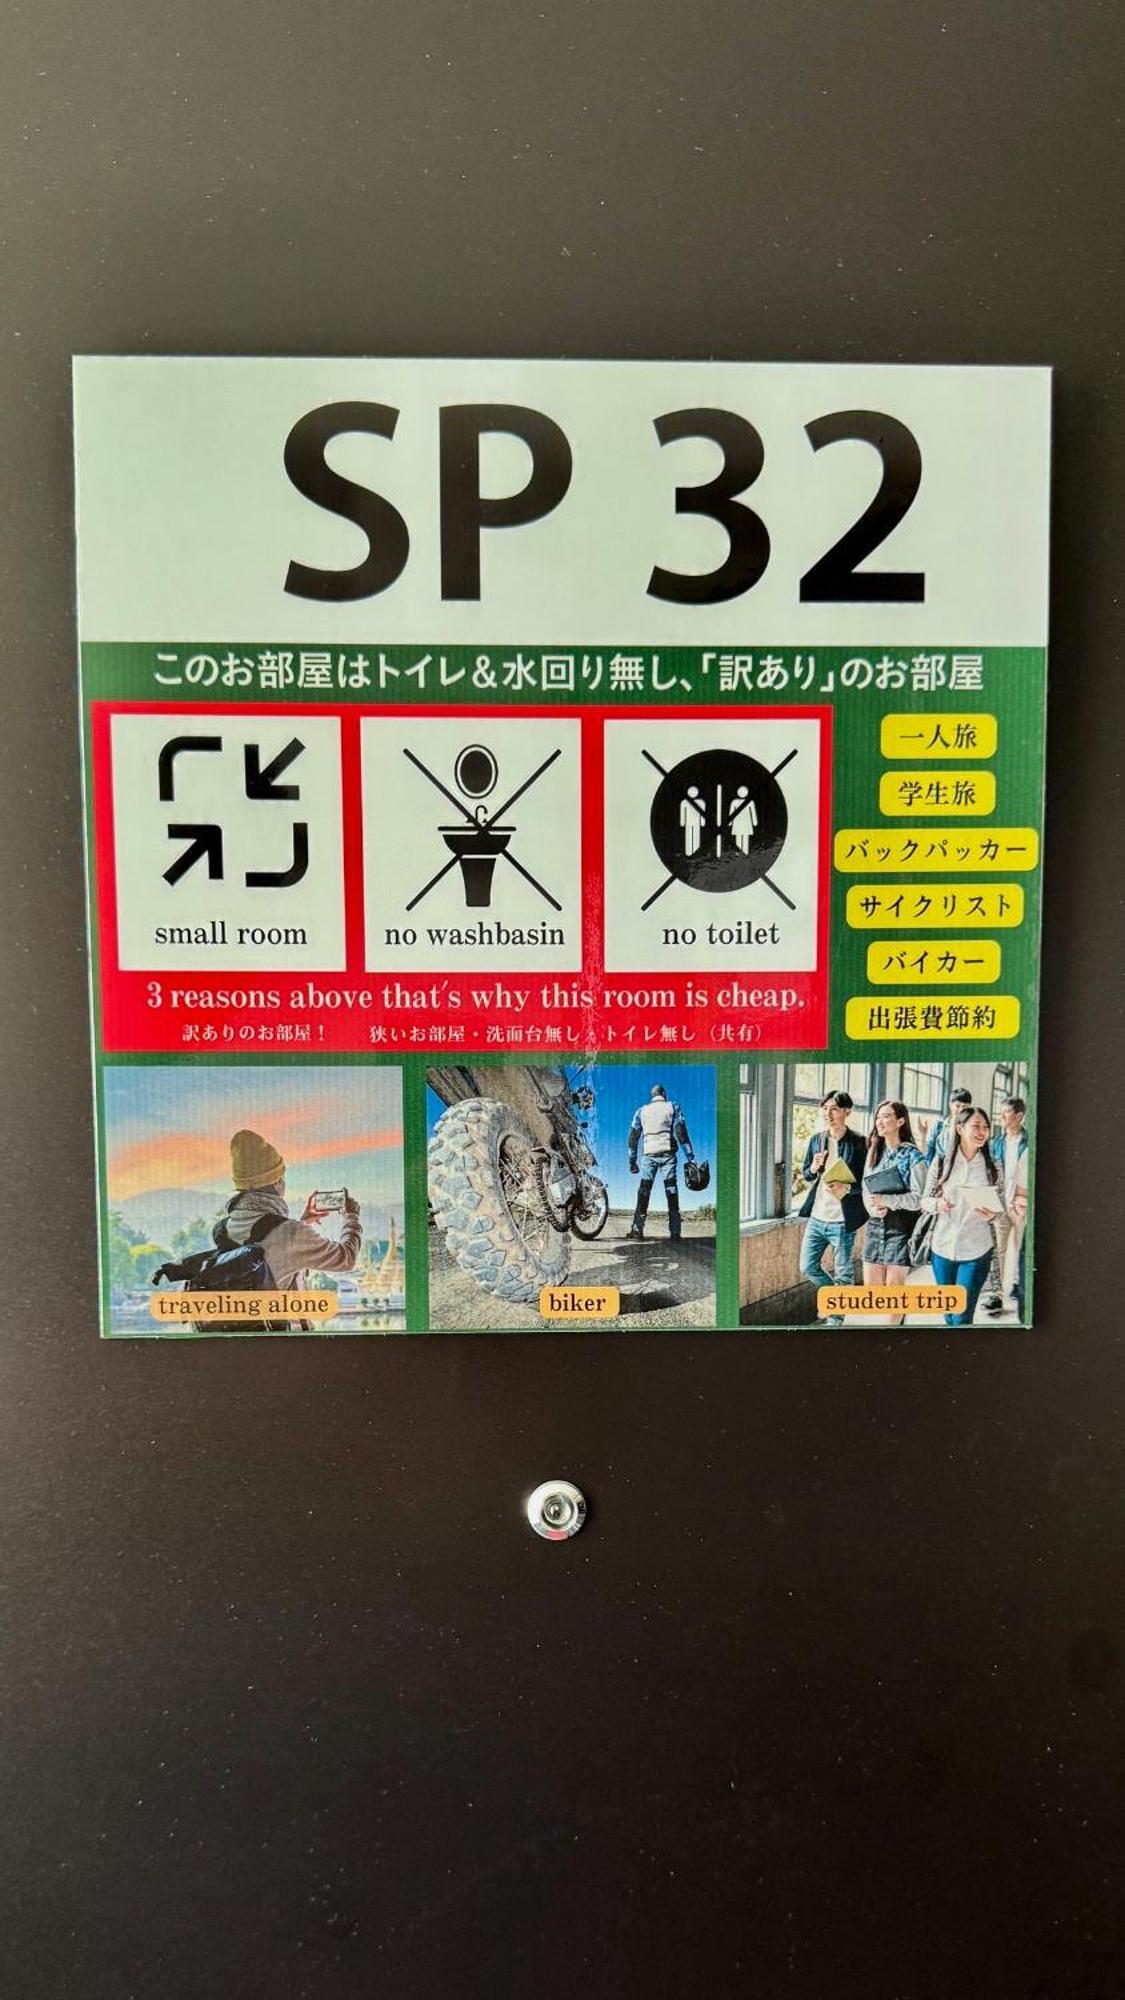 SP 32
このお部屋はトイレ＆水回り無し、「訳あり」のお部屋
small room
no washbasin
no toilet
3 reasons above that's why this room is cheap.
訳ありのお部屋！ 狭いお部屋・洗面台無し・トイレ無し（共有）
一人旅
学生旅
バックパッカー
サイクリスト
バイカー
出張費節約
traveling alone
biker
student trip